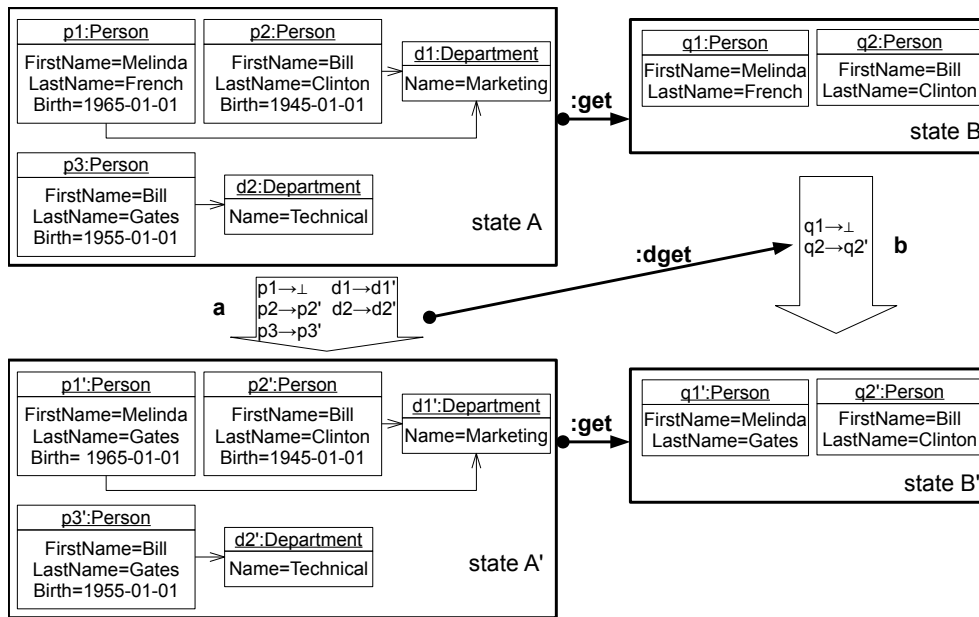 p1:Person
FirstName=Melinda
LastName=French
Birth=1965-01-01
p2:Person
FirstName=Bill
LastName=Clinton
Birth=1945-01-01
d1:Department
Name=Marketing
p3:Person
FirstName=Bill
LastName=Gates
Birth=1955-01-01
d2:Department
Name=Technical
state A
:get
q1:Person
FirstName=Melinda
LastName=French
q2:Person
FirstName=Bill
LastName=Clinton
state B
a
p1→⊥ d1→d1'
p2→p2' d2→d2'
p3→p3'
:dget
q1→⊥
q2→q2'
b
p1':Person
FirstName=Melinda
LastName=Gates
Birth= 1965-01-01
p2':Person
FirstName=Bill
LastName=Clinton
Birth=1945-01-01
d1':Department
Name=Marketing
p3':Person
FirstName=Bill
LastName=Gates
Birth=1955-01-01
d2':Department
Name=Technical
state A'
:get
q1':Person
FirstName=Melinda
LastName=Gates
q2':Person
FirstName=Bill
LastName=Clinton
state B'